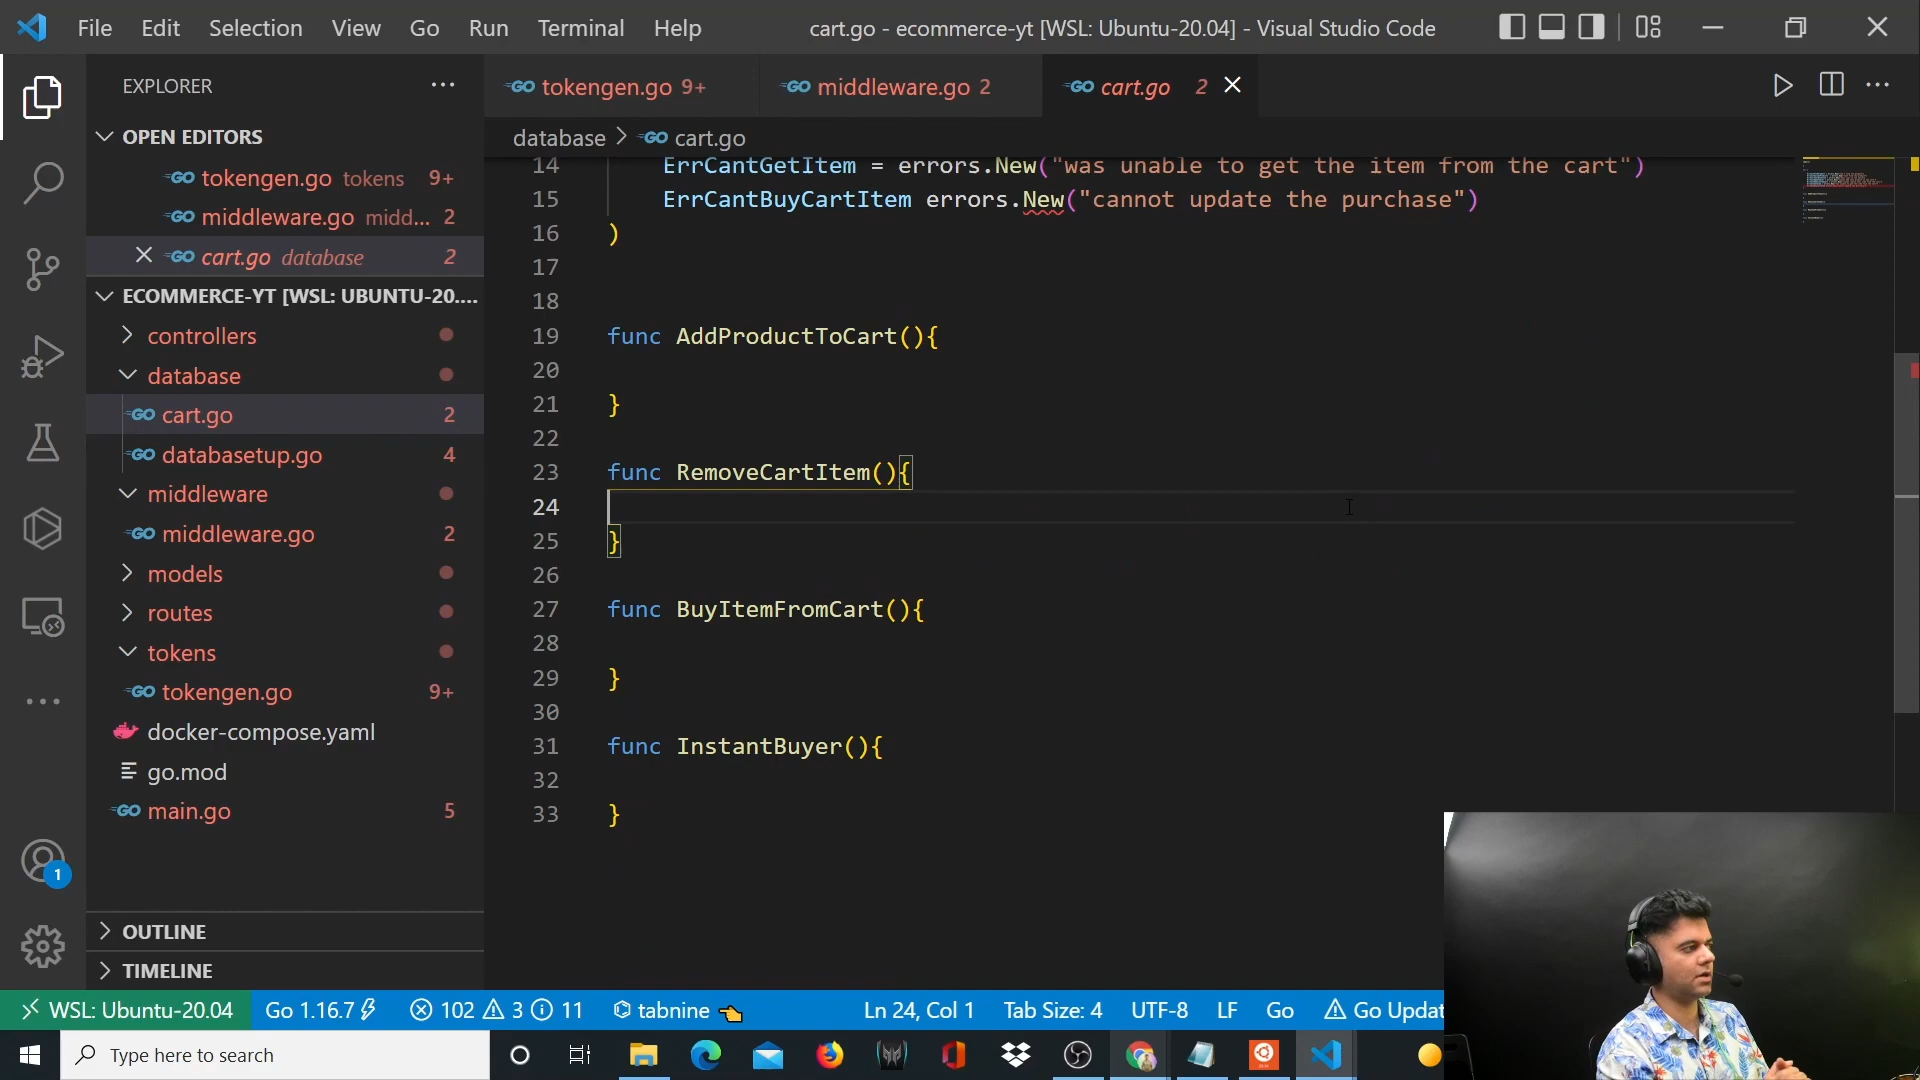 File Edit Selection View Go Run Terminal Help
cart.go - ecommerce-yt [WSL: Ubuntu-20.04] - Visual Studio Code
EXPLORER
OPEN EDITORS
tokengen.go tokens 9+
middleware.go midd... 2
cart.go database 2
ECOMMERCE-YT [WSL: UBUNTU-20....
controllers
database
cart.go 2
databasetup.go 4
middleware
middleware.go 2
models
routes
tokens
tokengen.go 9+
docker-compose.yaml
go.mod
main.go 5
OUTLINE
TIMELINE
1
GO tokengen.go 9+
GO middleware.go 2
GO cart.go 2
database > GO cart.go
14 ErrCantGetItem = errors.New("was unable to get the item from the cart")
15 ErrCantBuyCartItem errors.New("cannot update the purchase")
16 )
17
18
19 func AddProductToCart(){
20
21 }
22
23 func RemoveCartItem(){
24
25 }
26
27 func BuyItemFromCart(){
28
29 }
30
31 func InstantBuyer(){
32
33 }
WSL: Ubuntu-20.04 Go 1.16.7 102 3 11 tabnine Ln 24, Col 1 Tab Size: 4 UTF-8 LF Go Go Updat
Type here to search